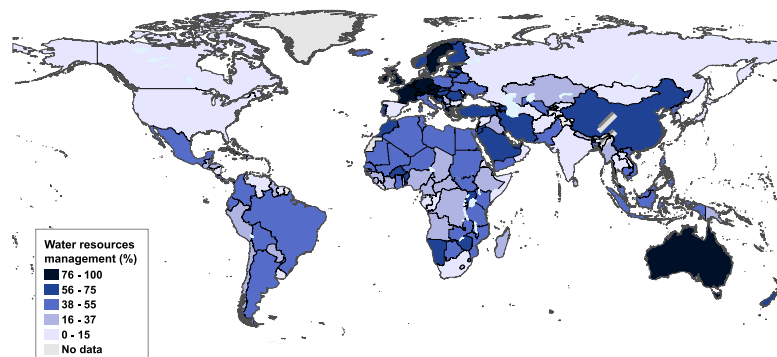 Water resources
management (%)
76 - 100
56 - 75
38 - 55
16 - 37
0 - 15
No data